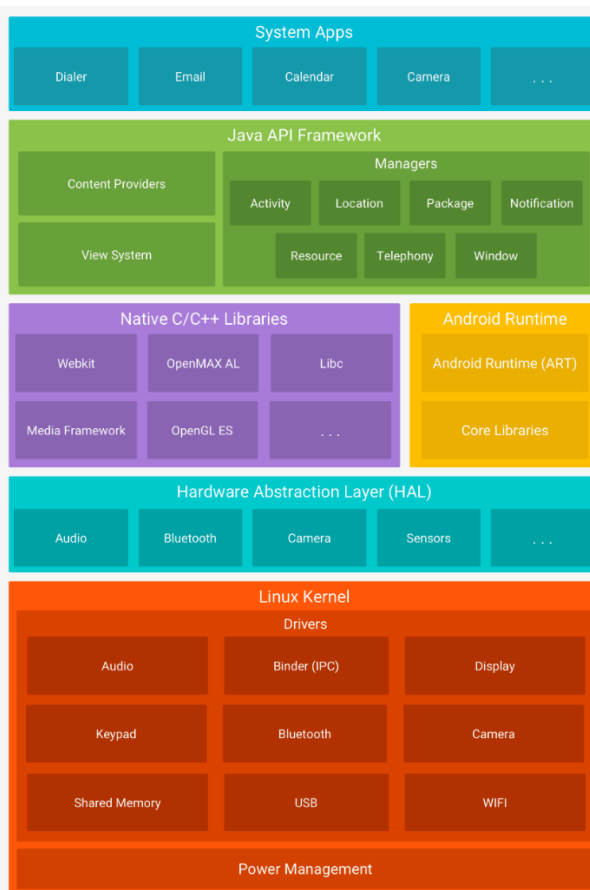 System Apps
Dialer Email Calendar Camera . . .
Java API Framework
Content Providers
View System
Managers
Activity Location Package Notification
Resource Telephony Window
Native C/C++ Libraries
Webkit OpenMAX AL Libc
Media Framework OpenGL ES . . .
Android Runtime
Android Runtime (ART)
Core Libraries
Hardware Abstraction Layer (HAL)
Audio Bluetooth Camera Sensors . . .
Linux Kernel
Drivers
Audio Binder (IPC) Display
Keypad Bluetooth Camera
Shared Memory USB WIFI
Power Management